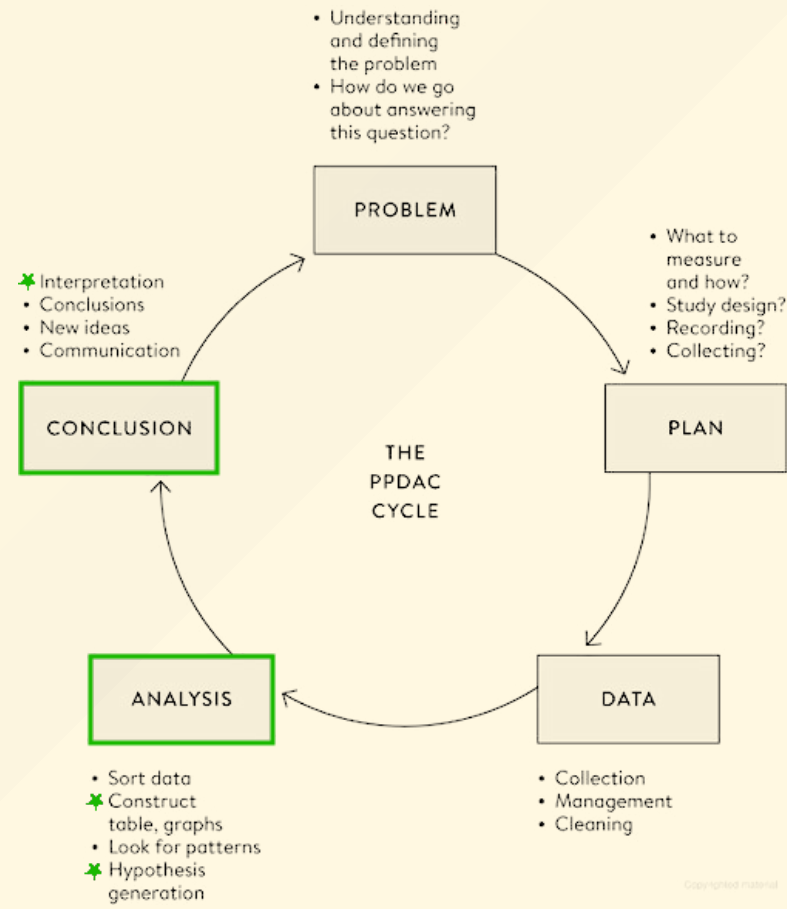 • Understanding
and defining
the problem
• How do we go
about answering
this question?
PROBLEM
• What to
measure
and how?
• Study design?
• Recording?
• Collecting?
PLAN
Interpretation
• Conclusions
• New ideas
• Communication
CONCLUSION
THE
PPDAC
CYCLE
ANALYSIS
• Sort data
Construct
table, graphs
• Look for patterns
Hypothesis
generation
DATA
• Collection
• Management
• Cleaning
Copyrighted material